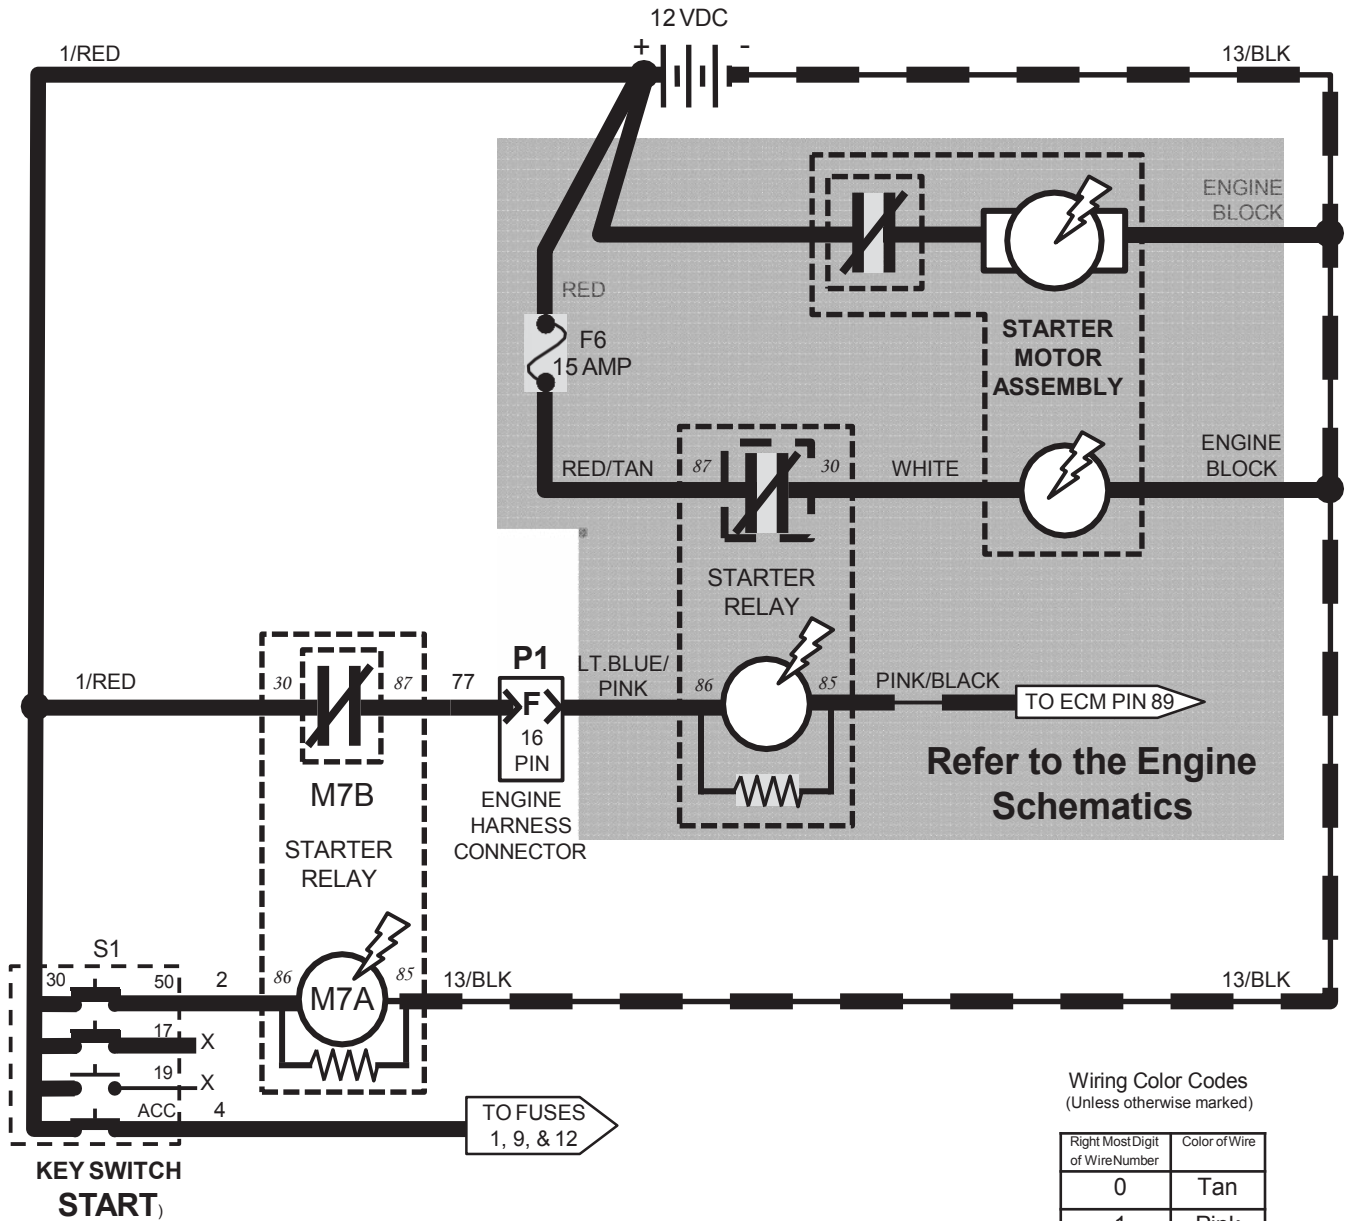 12 VDC
+
-
1/RED
13/BLK
ENGINE
BLOCK
RED
F6
15 AMP
STARTER
MOTOR
ASSEMBLY
RED/TAN
87
30
WHITE
ENGINE
BLOCK
STARTER
RELAY
1/RED
30
87
77
P1
F
16
PIN
LT.BLUE/
PINK
86
85
PINK/BLACK
TO ECM PIN 89
Refer to the Engine
Schematics
M7B
ENGINE
HARNESS
CONNECTOR
STARTER
RELAY
S1
30
50
2
86
M7A
85
13/BLK
13/BLK
17
X
19
X
ACC
4
TO FUSES
1, 9, & 12
KEY SWITCH
START)
Wiring Color Codes
(Unless otherwise marked)
Right Most Digit
of Wire Number
Color of Wire
0
Tan
1
Pink